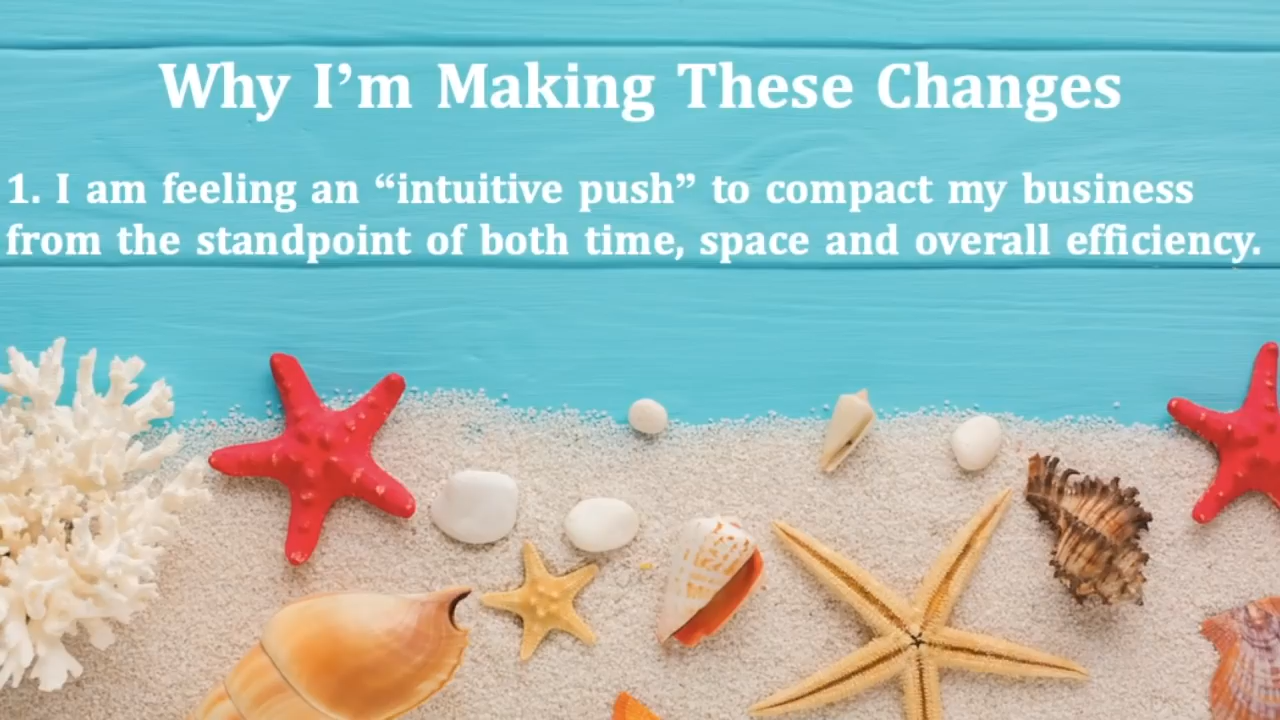 Why I’m Making These Changes
1. I am feeling an “intuitive push” to compact my business
from the standpoint of both time, space and overall efficiency.